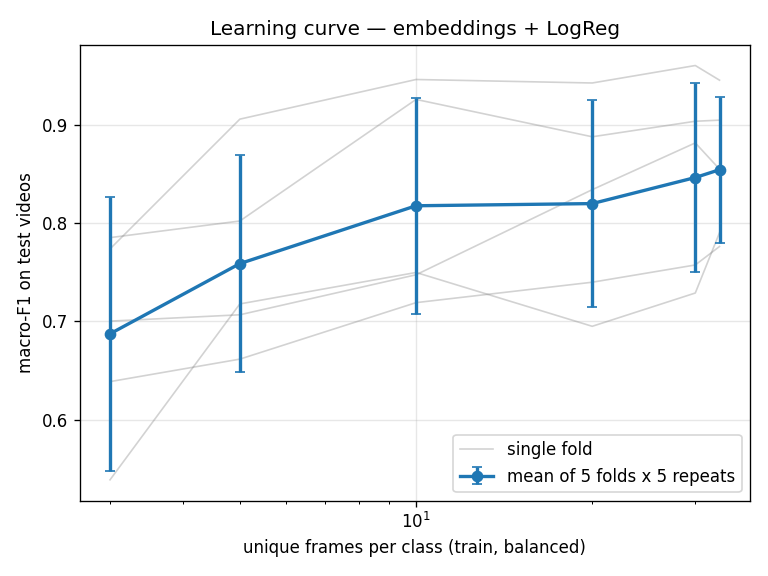 Learning curve — embeddings + LogReg
macro-F1 on test videos
0.9
0.8
0.7
0.6
single fold
mean of 5 folds x 5 repeats
10¹
unique frames per class (train, balanced)